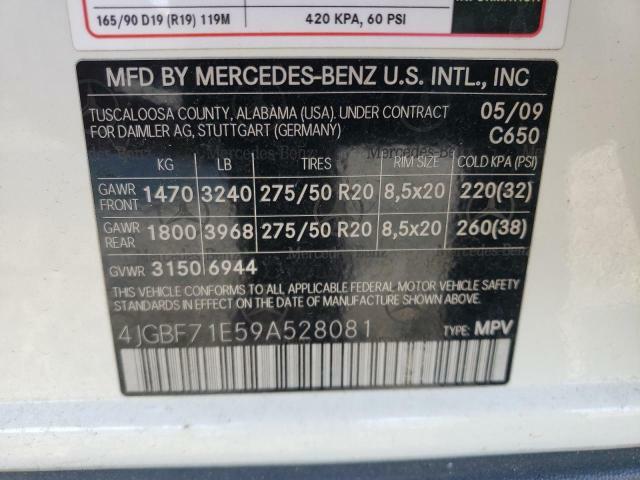 165/90 D19 (R19) 119M 420 KPA, 60 PSI INFORMATION
MFD BY MERCEDES-BENZ U.S. INTL., INC
TUSCALOOSA COUNTY, ALABAMA (USA). UNDER CONTRACT 05/09
FOR DAIMLER AG, STUTTGART (GERMANY) C650
KG LB TIRES RIM SIZE COLD KPA (PSI)
GAWR FRONT 1470 3240 275/50 R20 8,5x20 220(32)
GAWR REAR 1800 3968 275/50 R20 8,5x20 260(38)
GVWR 3150 6944
THIS VEHICLE CONFORMS TO ALL APPLICABLE FEDERAL MOTOR VEHICLE SAFETY
STANDARDS IN EFFECT ON THE DATE OF MANUFACTURE SHOWN ABOVE.
4JGBF71E59A528081 TYPE: MPV